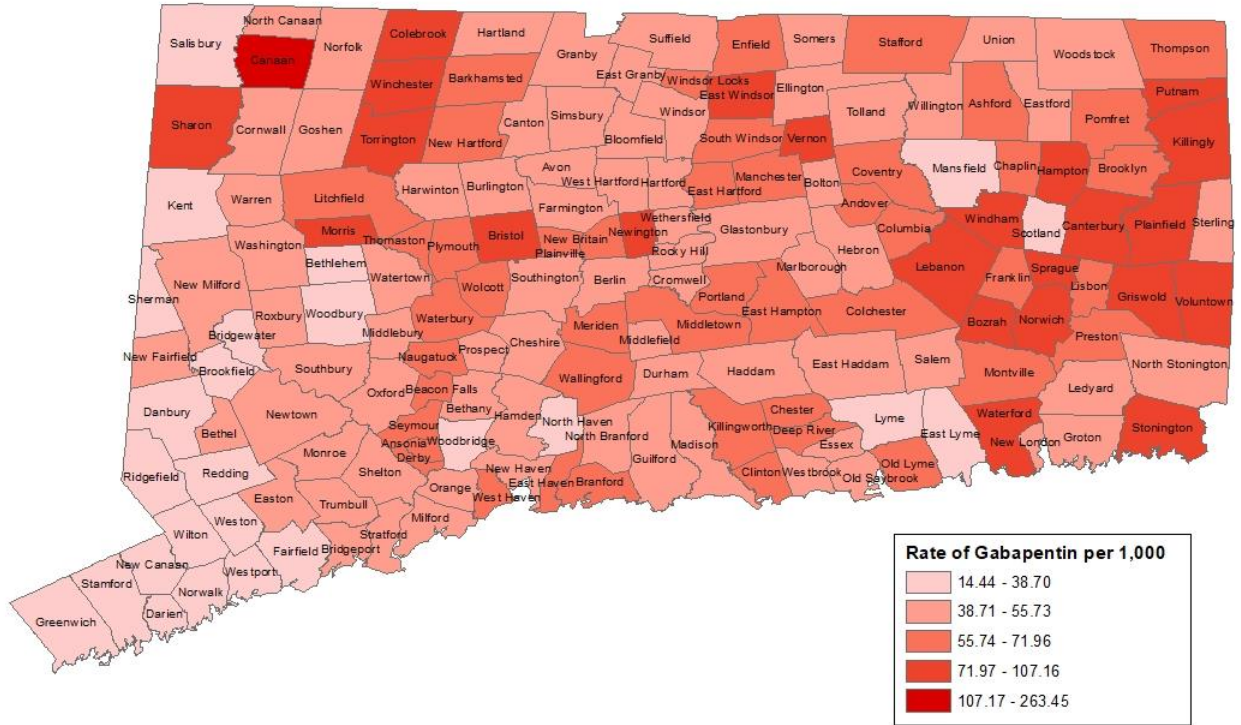 North Canaan
Salisbury
Canaan
Norfolk
Colebrook
Hartland
Granby
Suffield
East Granby
Enfield
Somers
Stafford
Union
Woodstock
Thompson
Winchester
Barkhamsted
Windsor Locks
East Windsor
Ellington
Willington
Ashford
Eastford
Putnam
Sharon
Cornwall
Goshen
Torrington
New Hartford
Canton
Simsbury
Bloomfield
Windsor
South Windsor
Vernon
Tolland
Pomfret
Killingly
Kent
Warren
Litchfield
Harwinton
Burlington
Avon
West Hartford
Hartford
East Hartford
Manchester
Bolton
Coventry
Mansfield
Chaplin
Hampton
Brooklyn
Farmington
Andover
Washington
Morris
Thomaston
Plymouth
Bristol
New Britain
Plainville
Newington
Wethersfield
Rocky Hill
Glastonbury
Hebron
Columbia
Windham
Scotland
Canterbury
Plainfield
Sterling
Sherman
New Milford
Bethlehem
Watertown
Wolcott
Southington
Berlin
Cromwell
Marlborough
Lebanon
Franklin
Sprague
Lisbon
Griswold
Voluntown
Roxbury
Woodbury
Bridgewater
Middlebury
Waterbury
Meriden
Middletown
Portland
East Hampton
Colchester
Bozrah
Norwich
Preston
New Fairfield
Brookfield
Southbury
Naugatuck
Prospect
Cheshire
Middlefield
Wallingford
Durham
Haddam
East Haddam
Salem
Montville
Ledyard
North Stonington
Danbury
Bethel
Newtown
Oxford
Beacon Falls
Bethany
Hamden
North Haven
North Branford
Killingworth
Chester
Deep River
Essex
Lyme
East Lyme
Waterford
New London
Groton
Stonington
Seymour
Ansonia
Derby
Woodbridge
Guilford
Madison
Clinton
Westbrook
Old Saybrook
Old Lyme
Ridgefield
Redding
Monroe
Shelton
New Haven
East Haven
West Haven
Branford
Easton
Trumbull
Orange
Milford
Stratford
Bridgeport
Wilton
Weston
Fairfield
New Canaan
Westport
Stamford
Norwalk
Darien
Greenwich
Rate of Gabapentin per 1,000
14.44 - 38.70
38.71 - 55.73
55.74 - 71.96
71.97 - 107.16
107.17 - 263.45